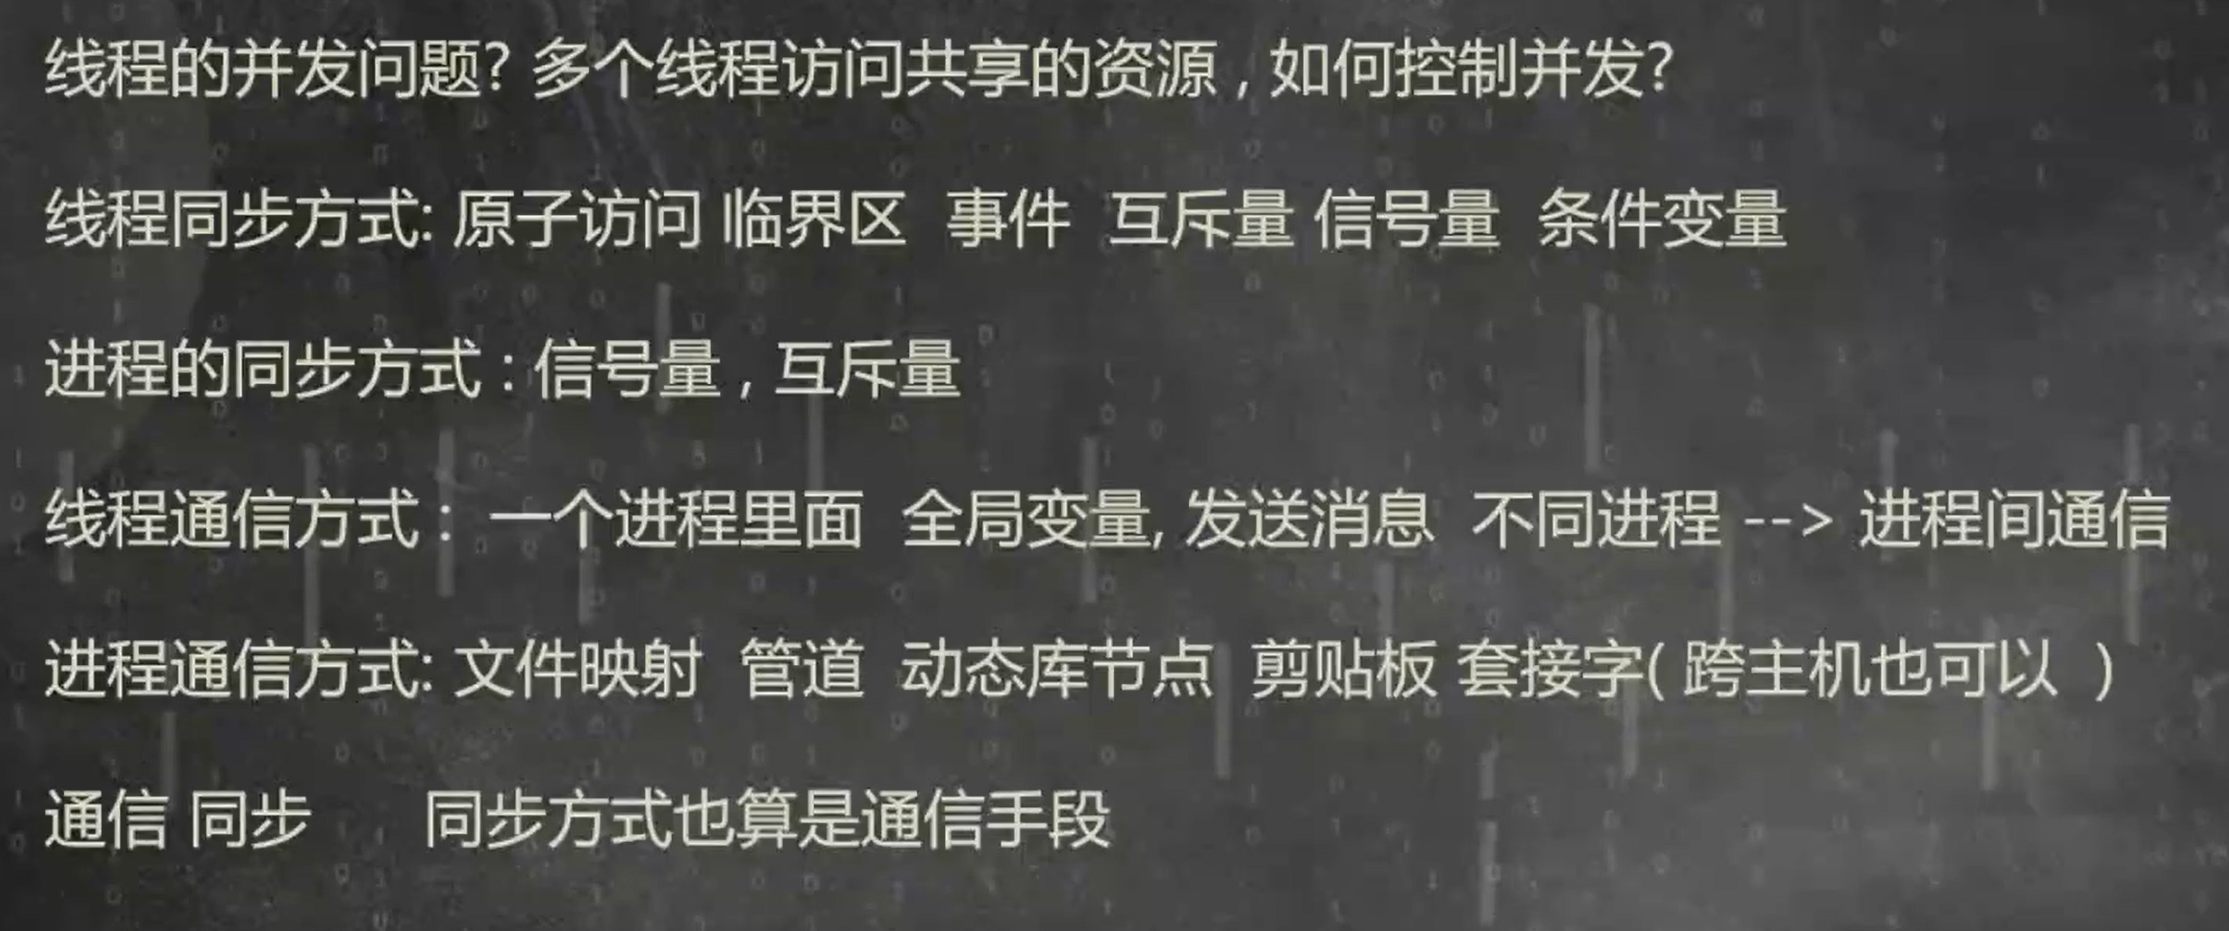 线程的并发问题? 多个线程访问共享的资源 , 如何控制并发?
线程同步方式: 原子访问 临界区 事件 互斥量 信号量 条件变量
进程的同步方式 : 信号量 , 互斥量
线程通信方式 : 一个进程里面 全局变量, 发送消息 不同进程 --> 进程间通信
进程通信方式: 文件映射 管道 动态库节点 剪贴板 套接字( 跨主机也可以 )
通信 同步 同步方式也算是通信手段